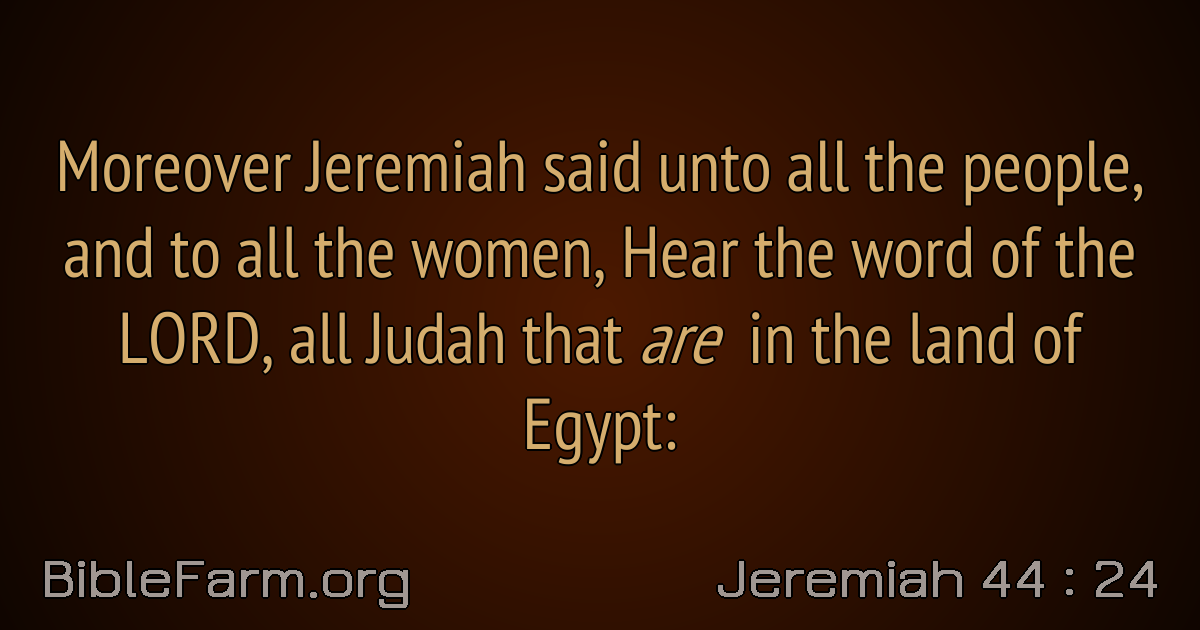 Moreover Jeremiah said unto all the people,
and to all the women, Hear the word of the
LORD, all Judah that are in the land of
Egypt:
BibleFarm.org
Jeremiah 44 : 24